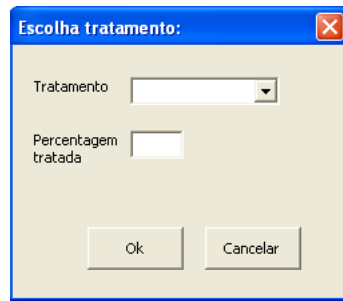 Escolha tratamento:
Tratamento
Percentagem
tratada
Ok
Cancelar